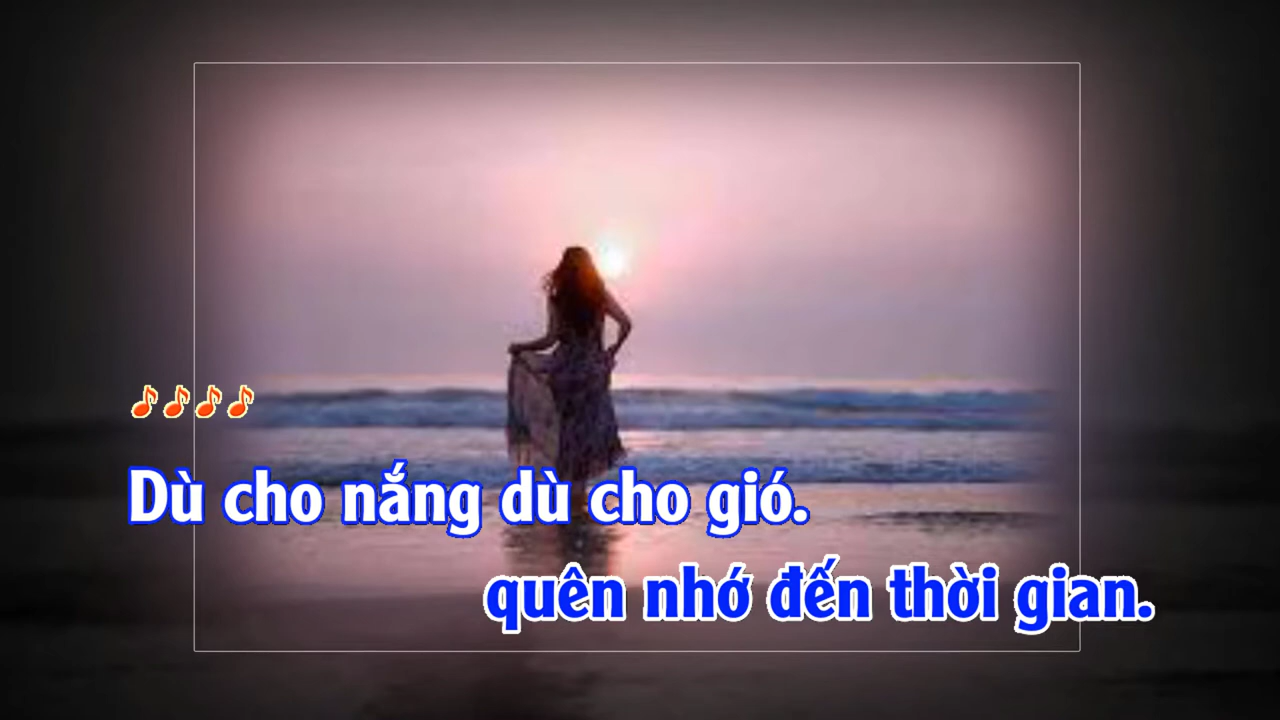 Dù cho nắng dù cho gió.
quên nhớ đến thời gian.